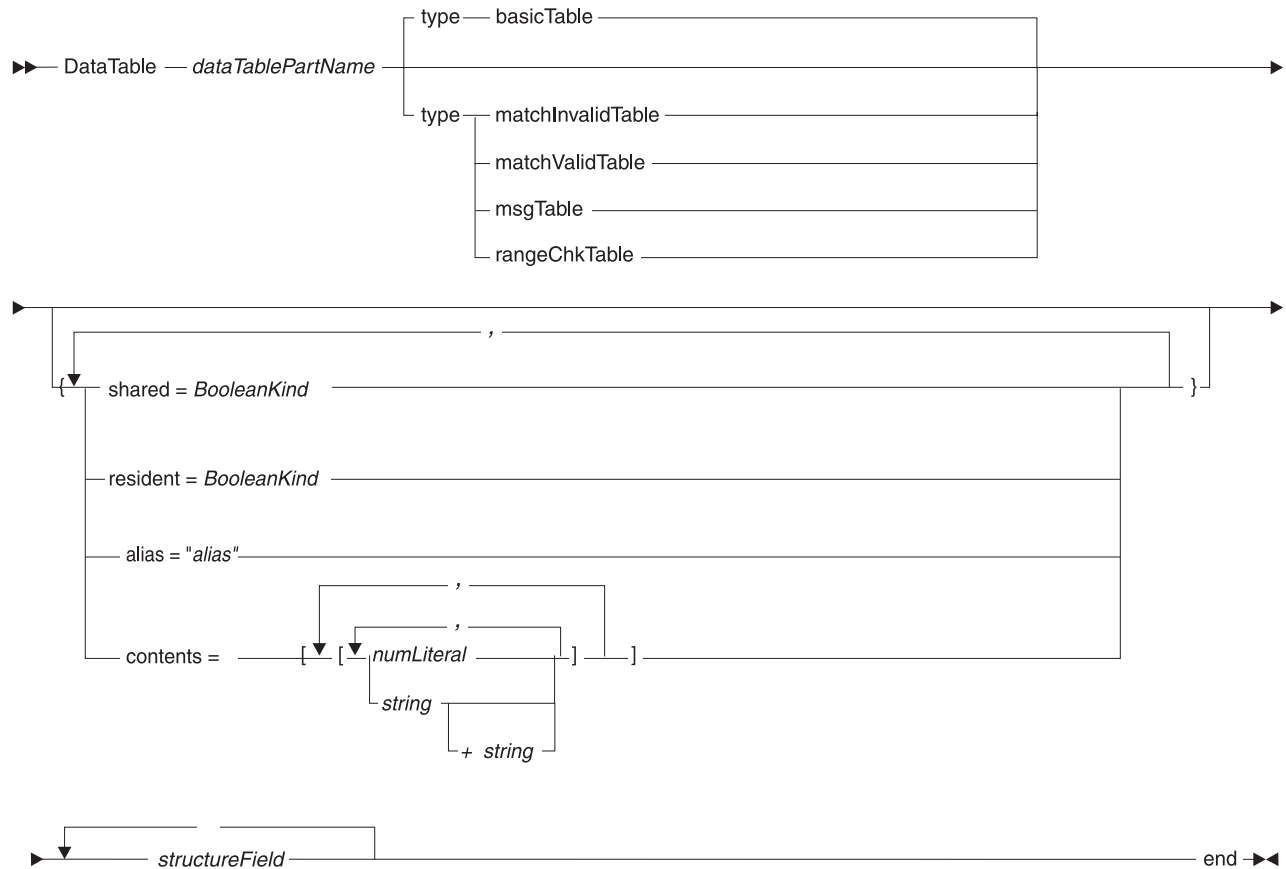 type basicTable
DataTable dataTablePartName
type matchInvalidTable
matchValidTable
msgTable
rangeChkTable
,
{ shared = BooleanKind }
resident = BooleanKind
alias = "alias"
,
,
contents = [ [ numLiteral ] ]
string
+ string
structureField end